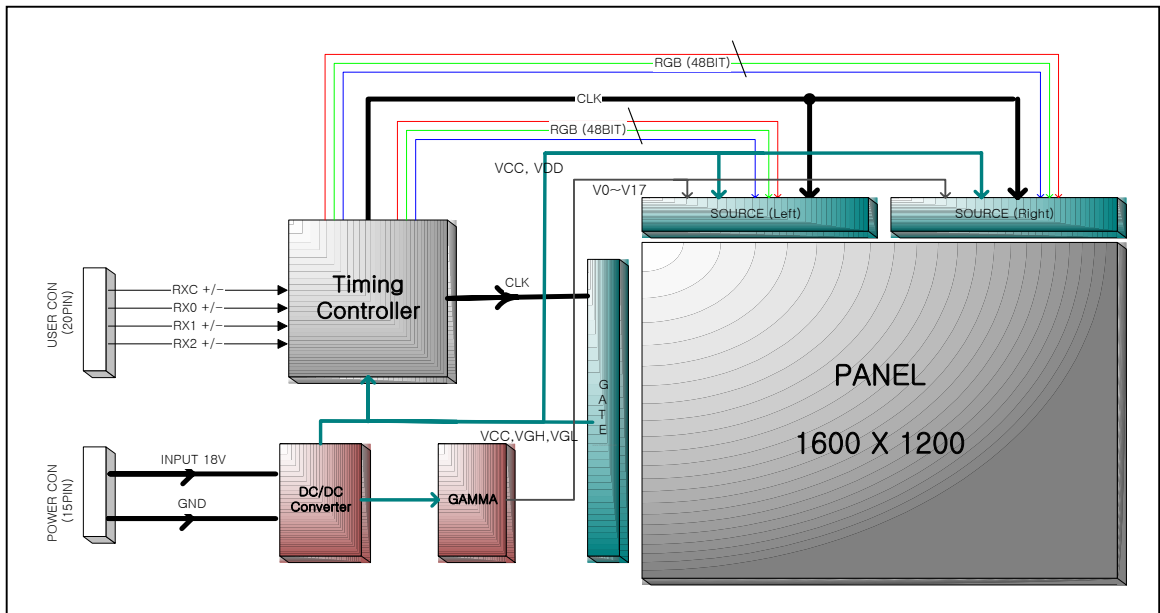 RGB (48BIT)
CLK
RGB (48BIT)
VCC, VDD
V0~V17
SOURCE (Left)
SOURCE (Right)
Timing
Controller
CLK
USER CON
(20PIN)
RXC +/-
RX0 +/-
RX1 +/-
RX2 +/-
PANEL
1600 X 1200
G
A
T
E
VCC,VGH,VGL
POWER CON
(15PIN)
INPUT 18V
GND
DC/DC
Converter
GAMMA